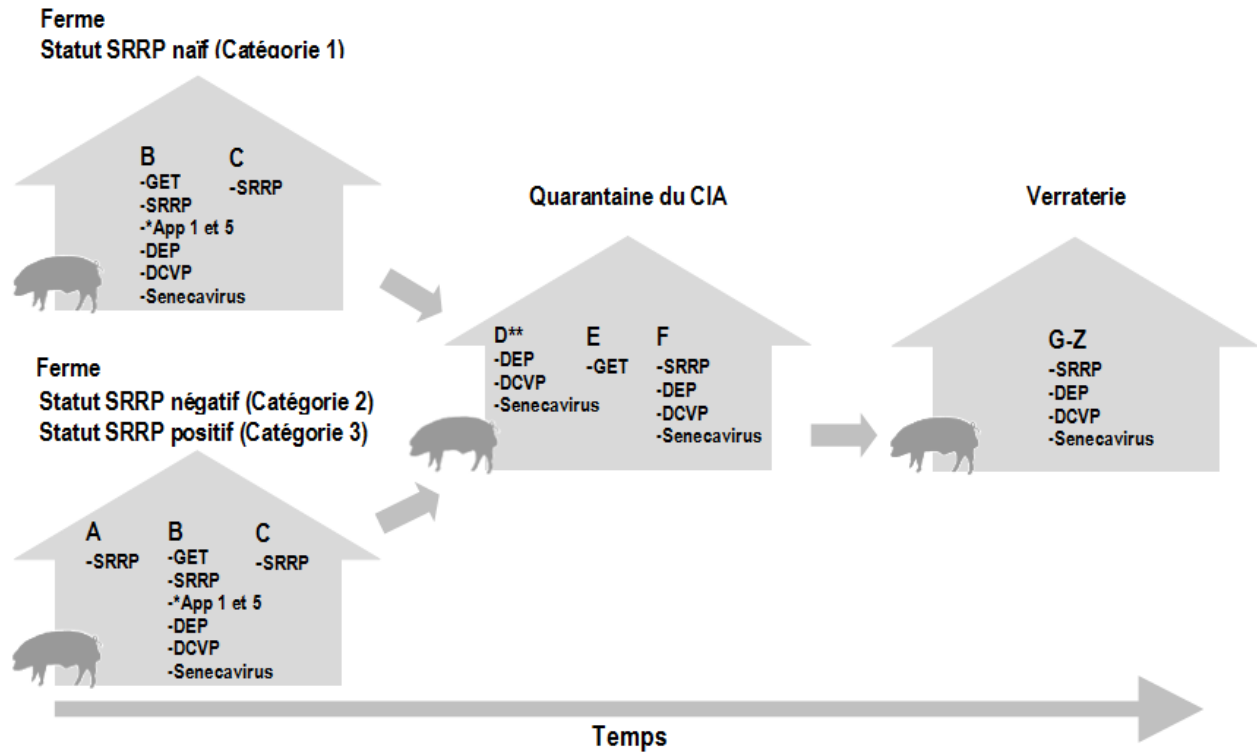 Ferme
Statut SRRP naïf (Catégorie 1)
B
-GET
-SRRP
-*App 1 et 5
-DEP
-DCVP
-Senecavirus
C
-SRRP
Ferme
Statut SRRP négatif (Catégorie 2)
Statut SRRP positif (Catégorie 3)
A
-SRRP
B
-GET
-SRRP
-*App 1 et 5
-DEP
-DCVP
-Senecavirus
C
-SRRP
Quarantaine du CIA
D**
-DEP
-DCVP
-Senecavirus
E
-GET
F
-SRRP
-DEP
-DCVP
-Senecavirus
Verraterie
G-Z
-SRRP
-DEP
-DCVP
-Senecavirus
Temps